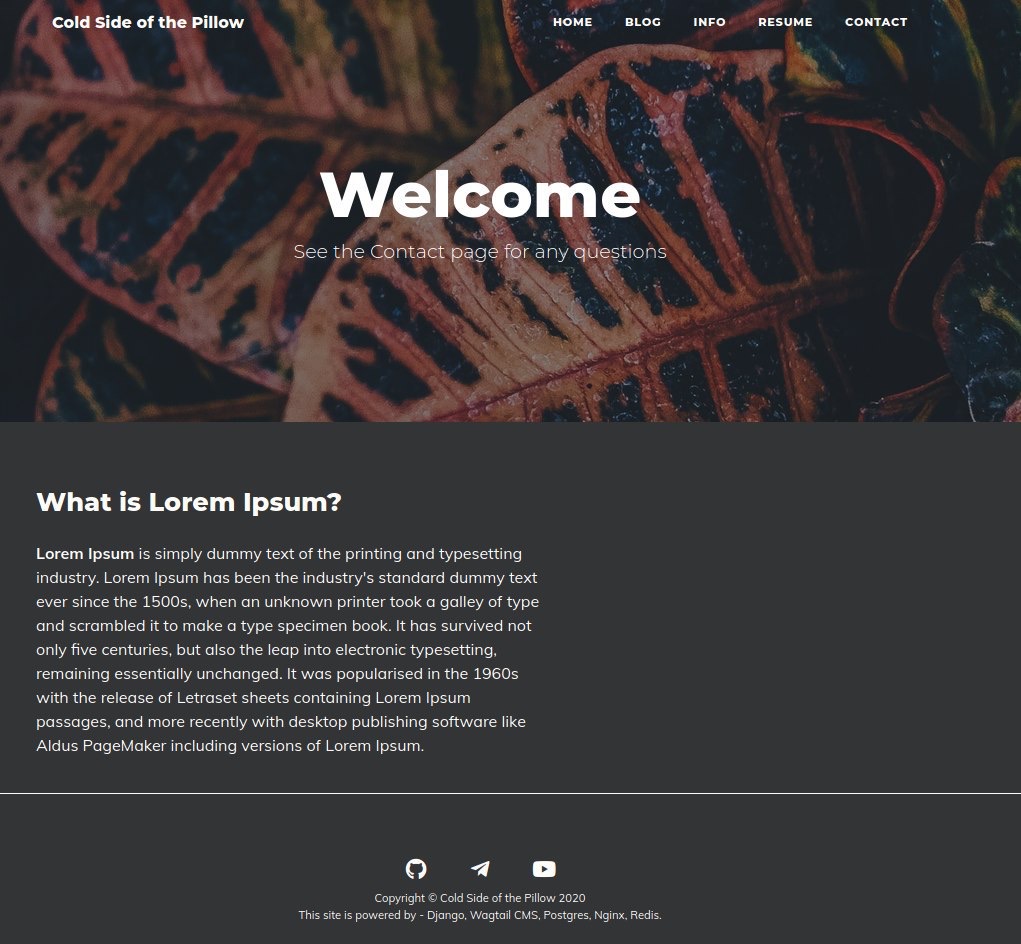 Cold Side of the Pillow HOME BLOG INFO RESUME CONTACT
Welcome
See the Contact page for any questions
What is Lorem Ipsum?
Lorem Ipsum is simply dummy text of the printing and typesetting
industry. Lorem Ipsum has been the industry's standard dummy text
ever since the 1500s, when an unknown printer took a galley of type
and scrambled it to make a type specimen book. It has survived not
only five centuries, but also the leap into electronic typesetting,
remaining essentially unchanged. It was popularised in the 1960s
with the release of Letraset sheets containing Lorem Ipsum
passages, and more recently with desktop publishing software like
Aldus PageMaker including versions of Lorem Ipsum.
Copyright © Cold Side of the Pillow 2020
This site is powered by - Django, Wagtail CMS, Postgres, Nginx, Redis.